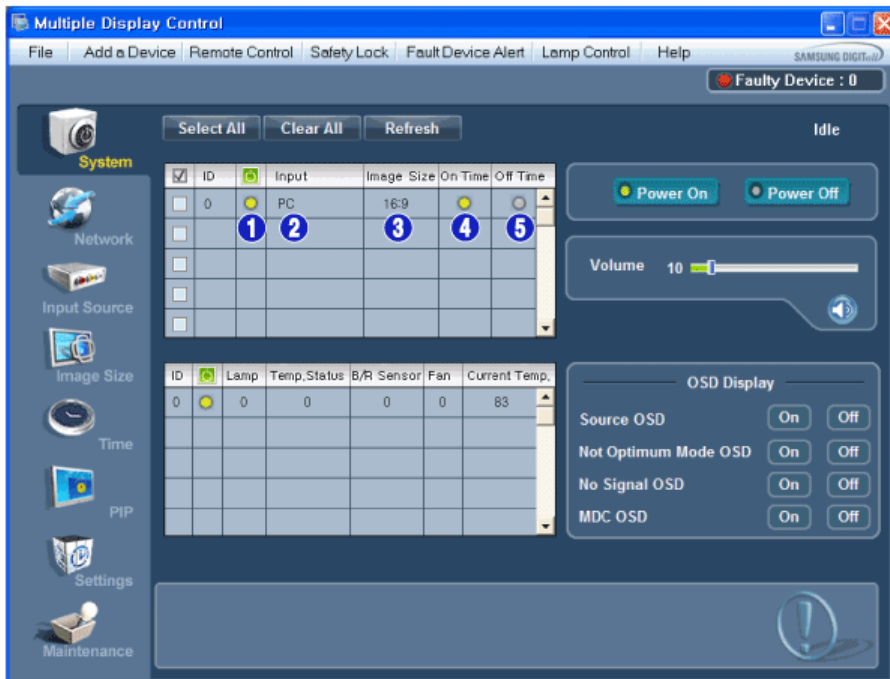 Multiple Display Control
File Add a Device Remote Control Safety Lock Fault Device Alert Lamp Control Help
SAMSUNG DIGITall
Faulty Device : 0
Select All Clear All Refresh
Idle
System
ID Input Image Size On Time Off Time
0 PC 16:9
1 2 3 4 5
Power On Power Off
Network
Volume 10
Input Source
Image Size
ID Lamp Temp,Status B/R Sensor Fan Current Temp,
0 0 0 0 0 83
OSD Display
Source OSD On Off
Not Optimum Mode OSD On Off
No Signal OSD On Off
MDC OSD On Off
Time
PIP
Settings
Maintenance